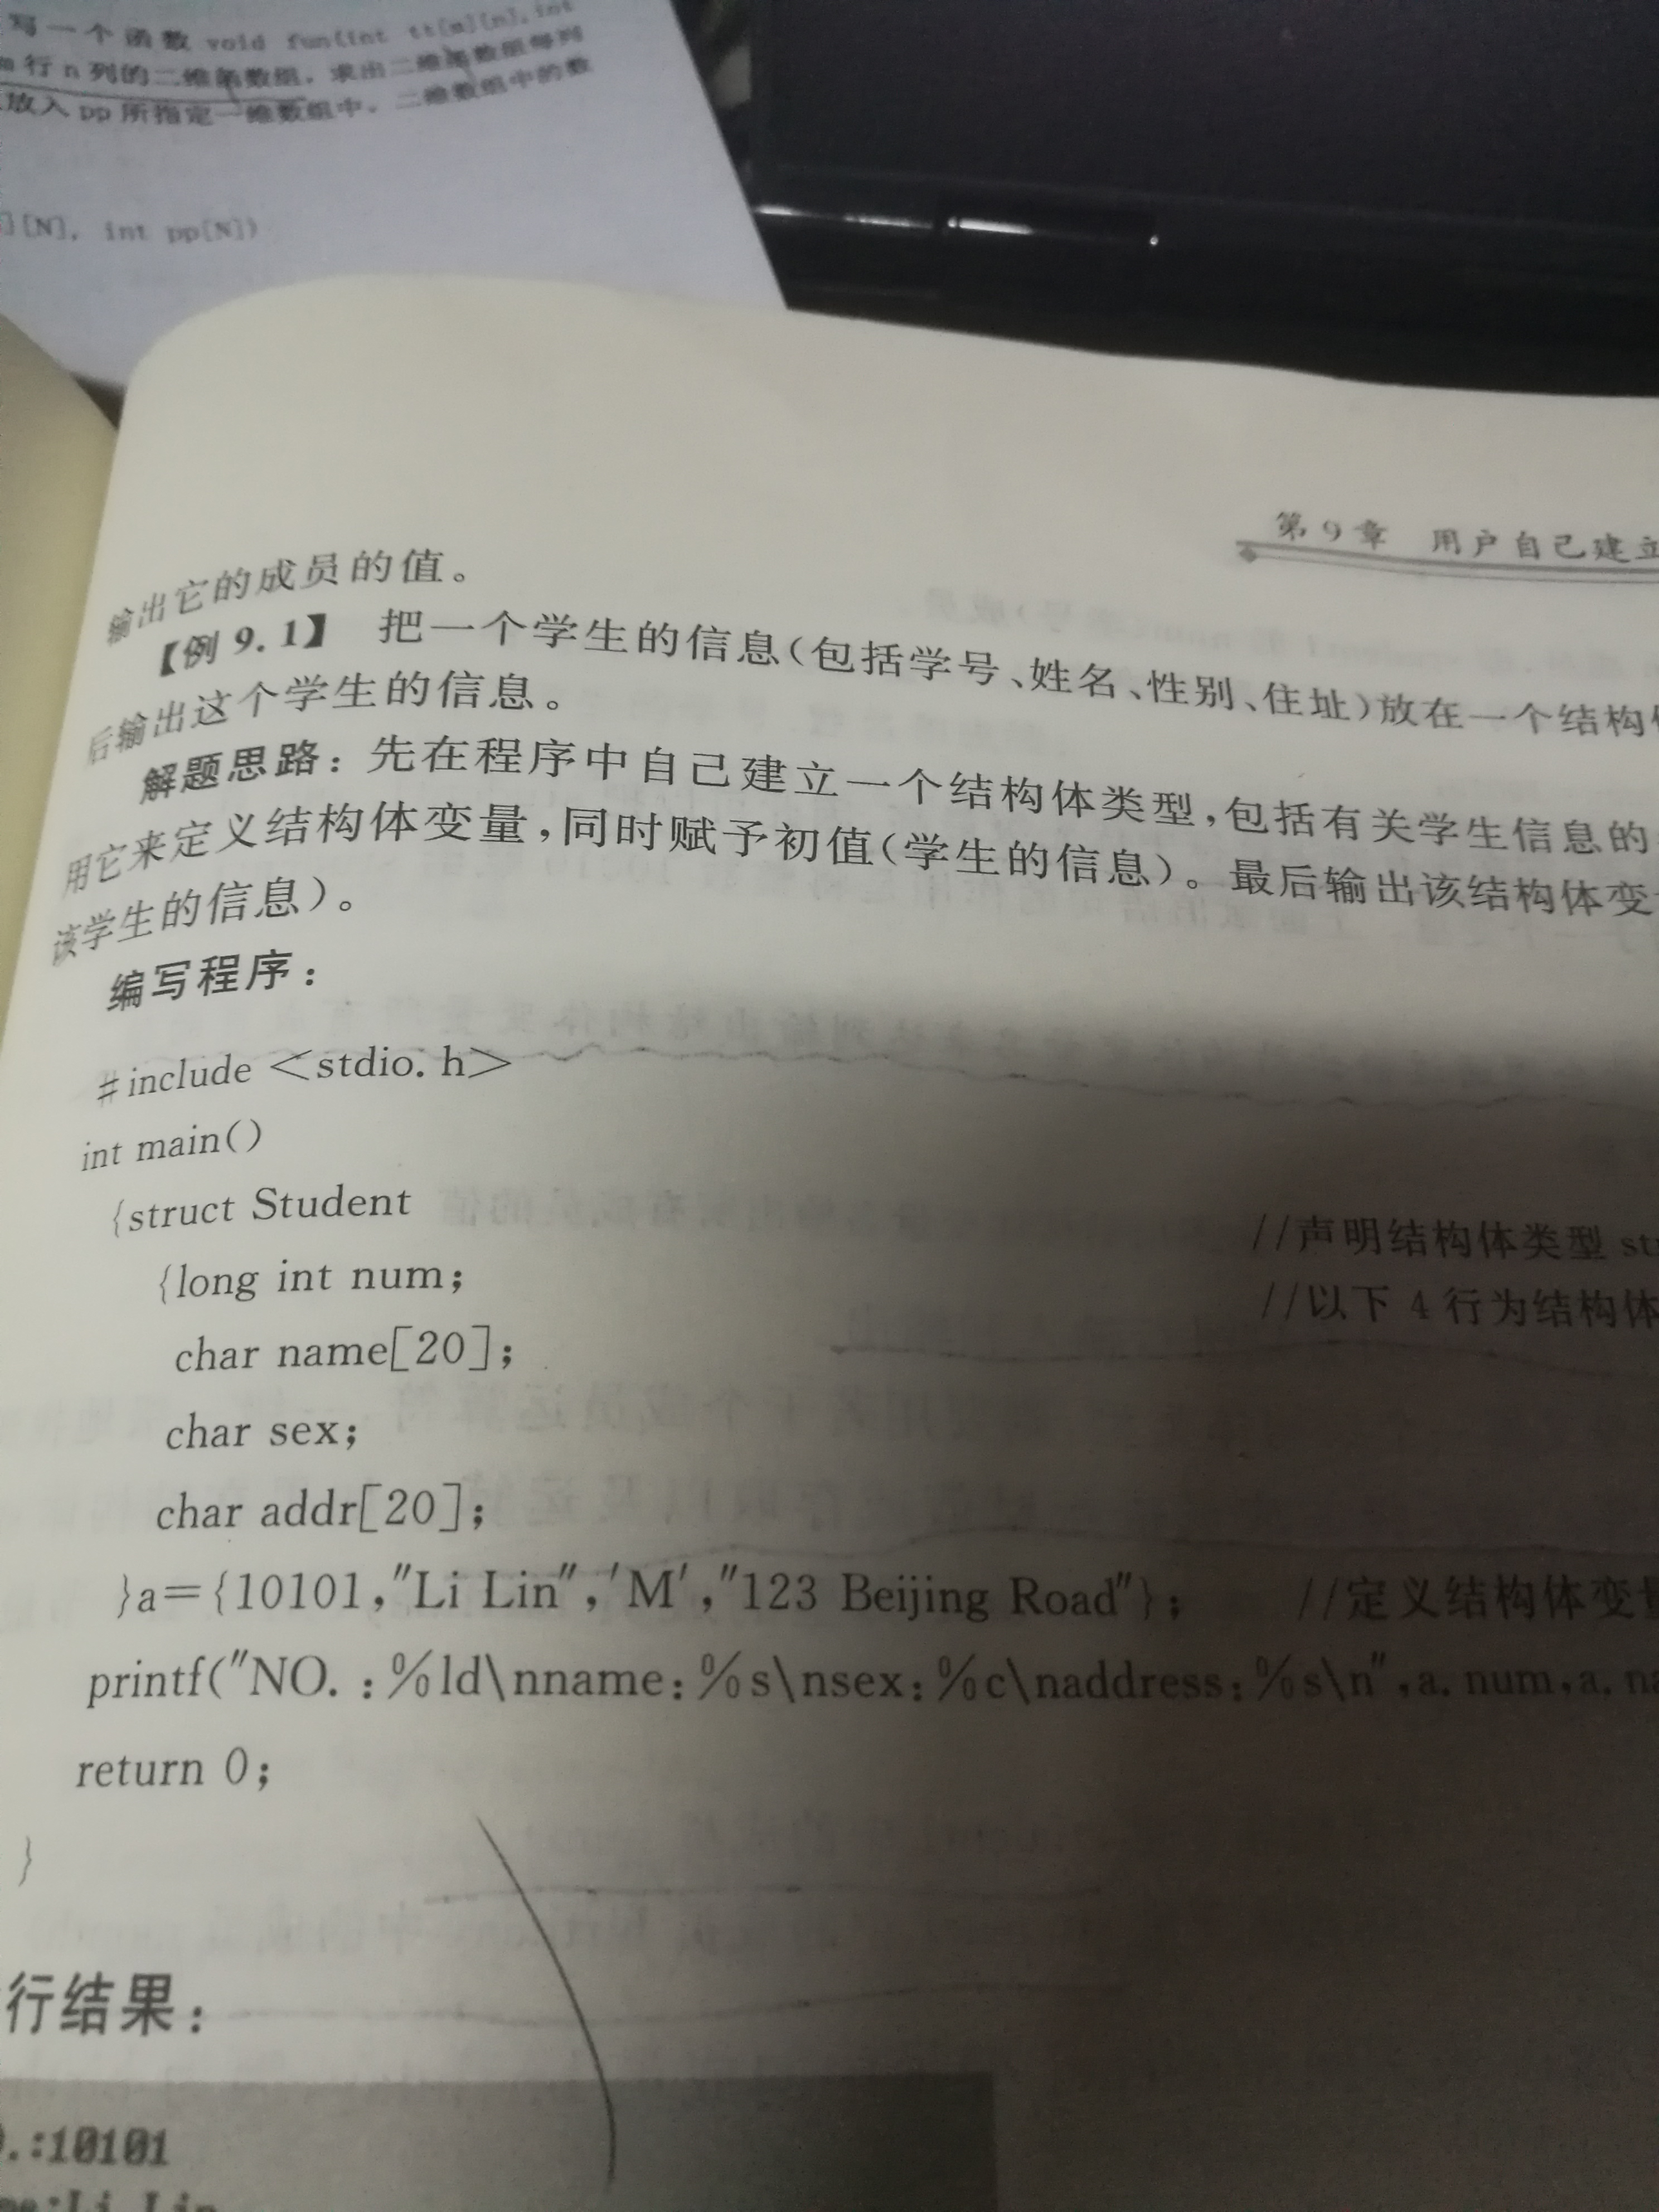 写一个函数 void fun(int tt[m][n],int
m行n列的二维函数组，求出二维函数组每列
放入pp所指定一维数组中。二维数组中的数
][N], int pp[N])
第9章 用户自己建立
输出它的成员的值。
【例9.1】 把一个学生的信息(包括学号、姓名、性别、住址)放在一个结构
后输出这个学生的信息。
解题思路：先在程序中自己建立一个结构体类型,包括有关学生信息的
用它来定义结构体变量,同时赋予初值(学生的信息)。最后输出该结构体变
该学生的信息)。
编写程序：
#include <stdio.h>
int main()
{struct Student //声明结构体类型 st
{long int num; //以下4行为结构体
char name[20];
char sex;
char addr[20];
}a={10101,"Li Lin",'M',"123 Beijing Road"}; //定义结构体变量
printf("NO.:%ld\nname:%s\nsex:%c\naddress:%s\n",a.num,a.na
return 0;
}
行结果：
.:10101
me:Li Lin